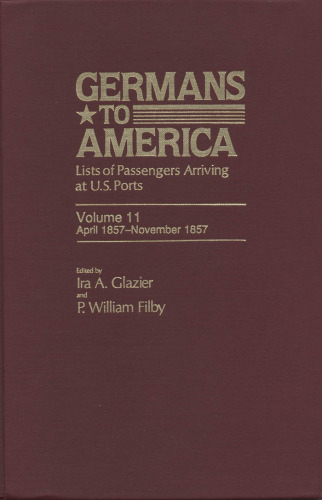 GERMANS
★TO
AMERICA
Lists of Passengers Arriving
at U.S. Ports
Volume 11
April 1857–November 1857
Edited by
Ira A. Glazier
and
P. William Filby